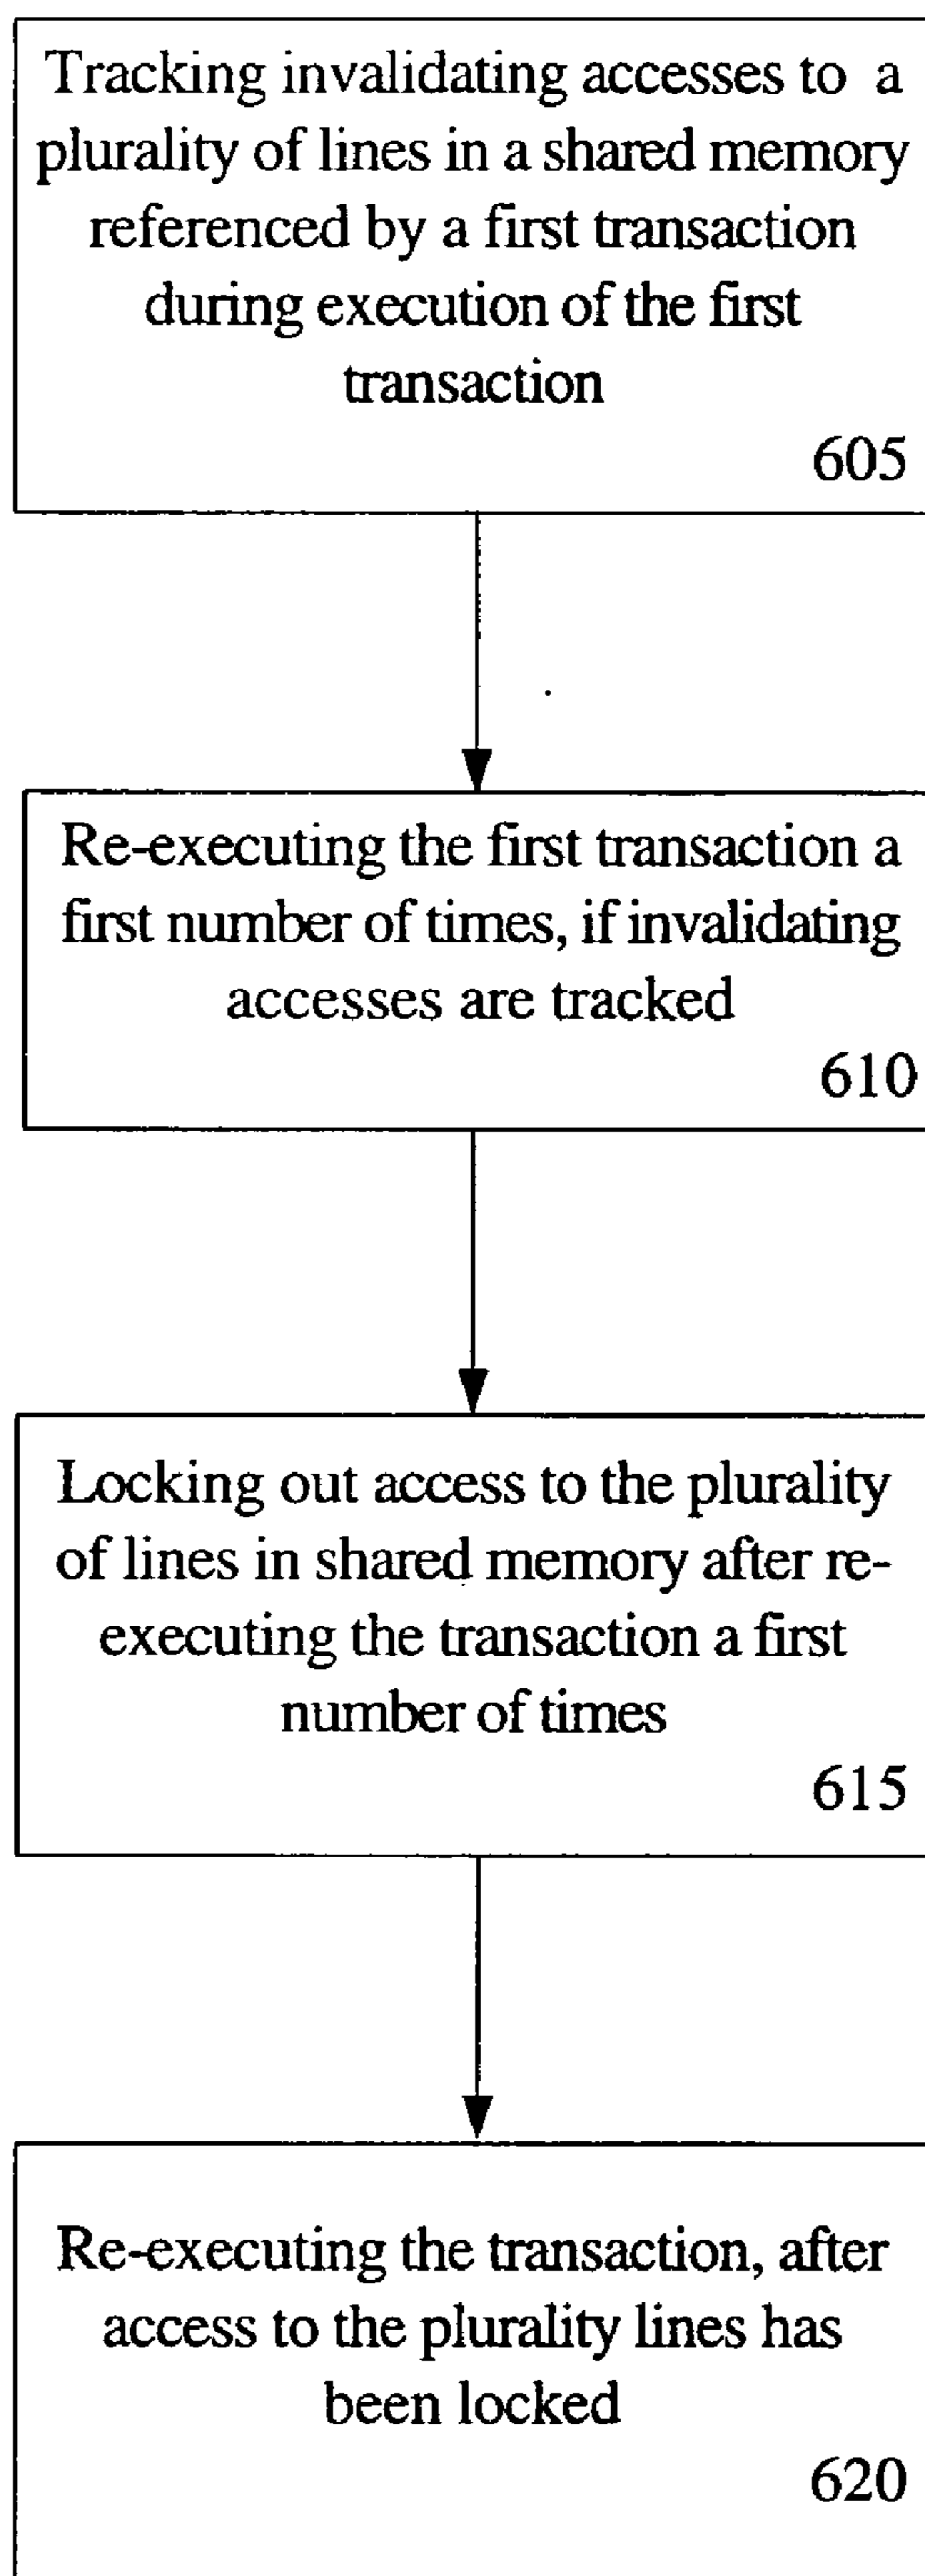 Tracking invalidating accesses to a
plurality of lines in a shared memory
referenced by a first transaction
during execution of the first
transaction
605
Re-executing the first transaction a
first number of times, if invalidating
accesses are tracked
610
Locking out access to the plurality
of lines in shared memory after re-
executing the transaction a first
number of times
615
Re-executing the transaction, after
access to the plurality lines has
been locked
620